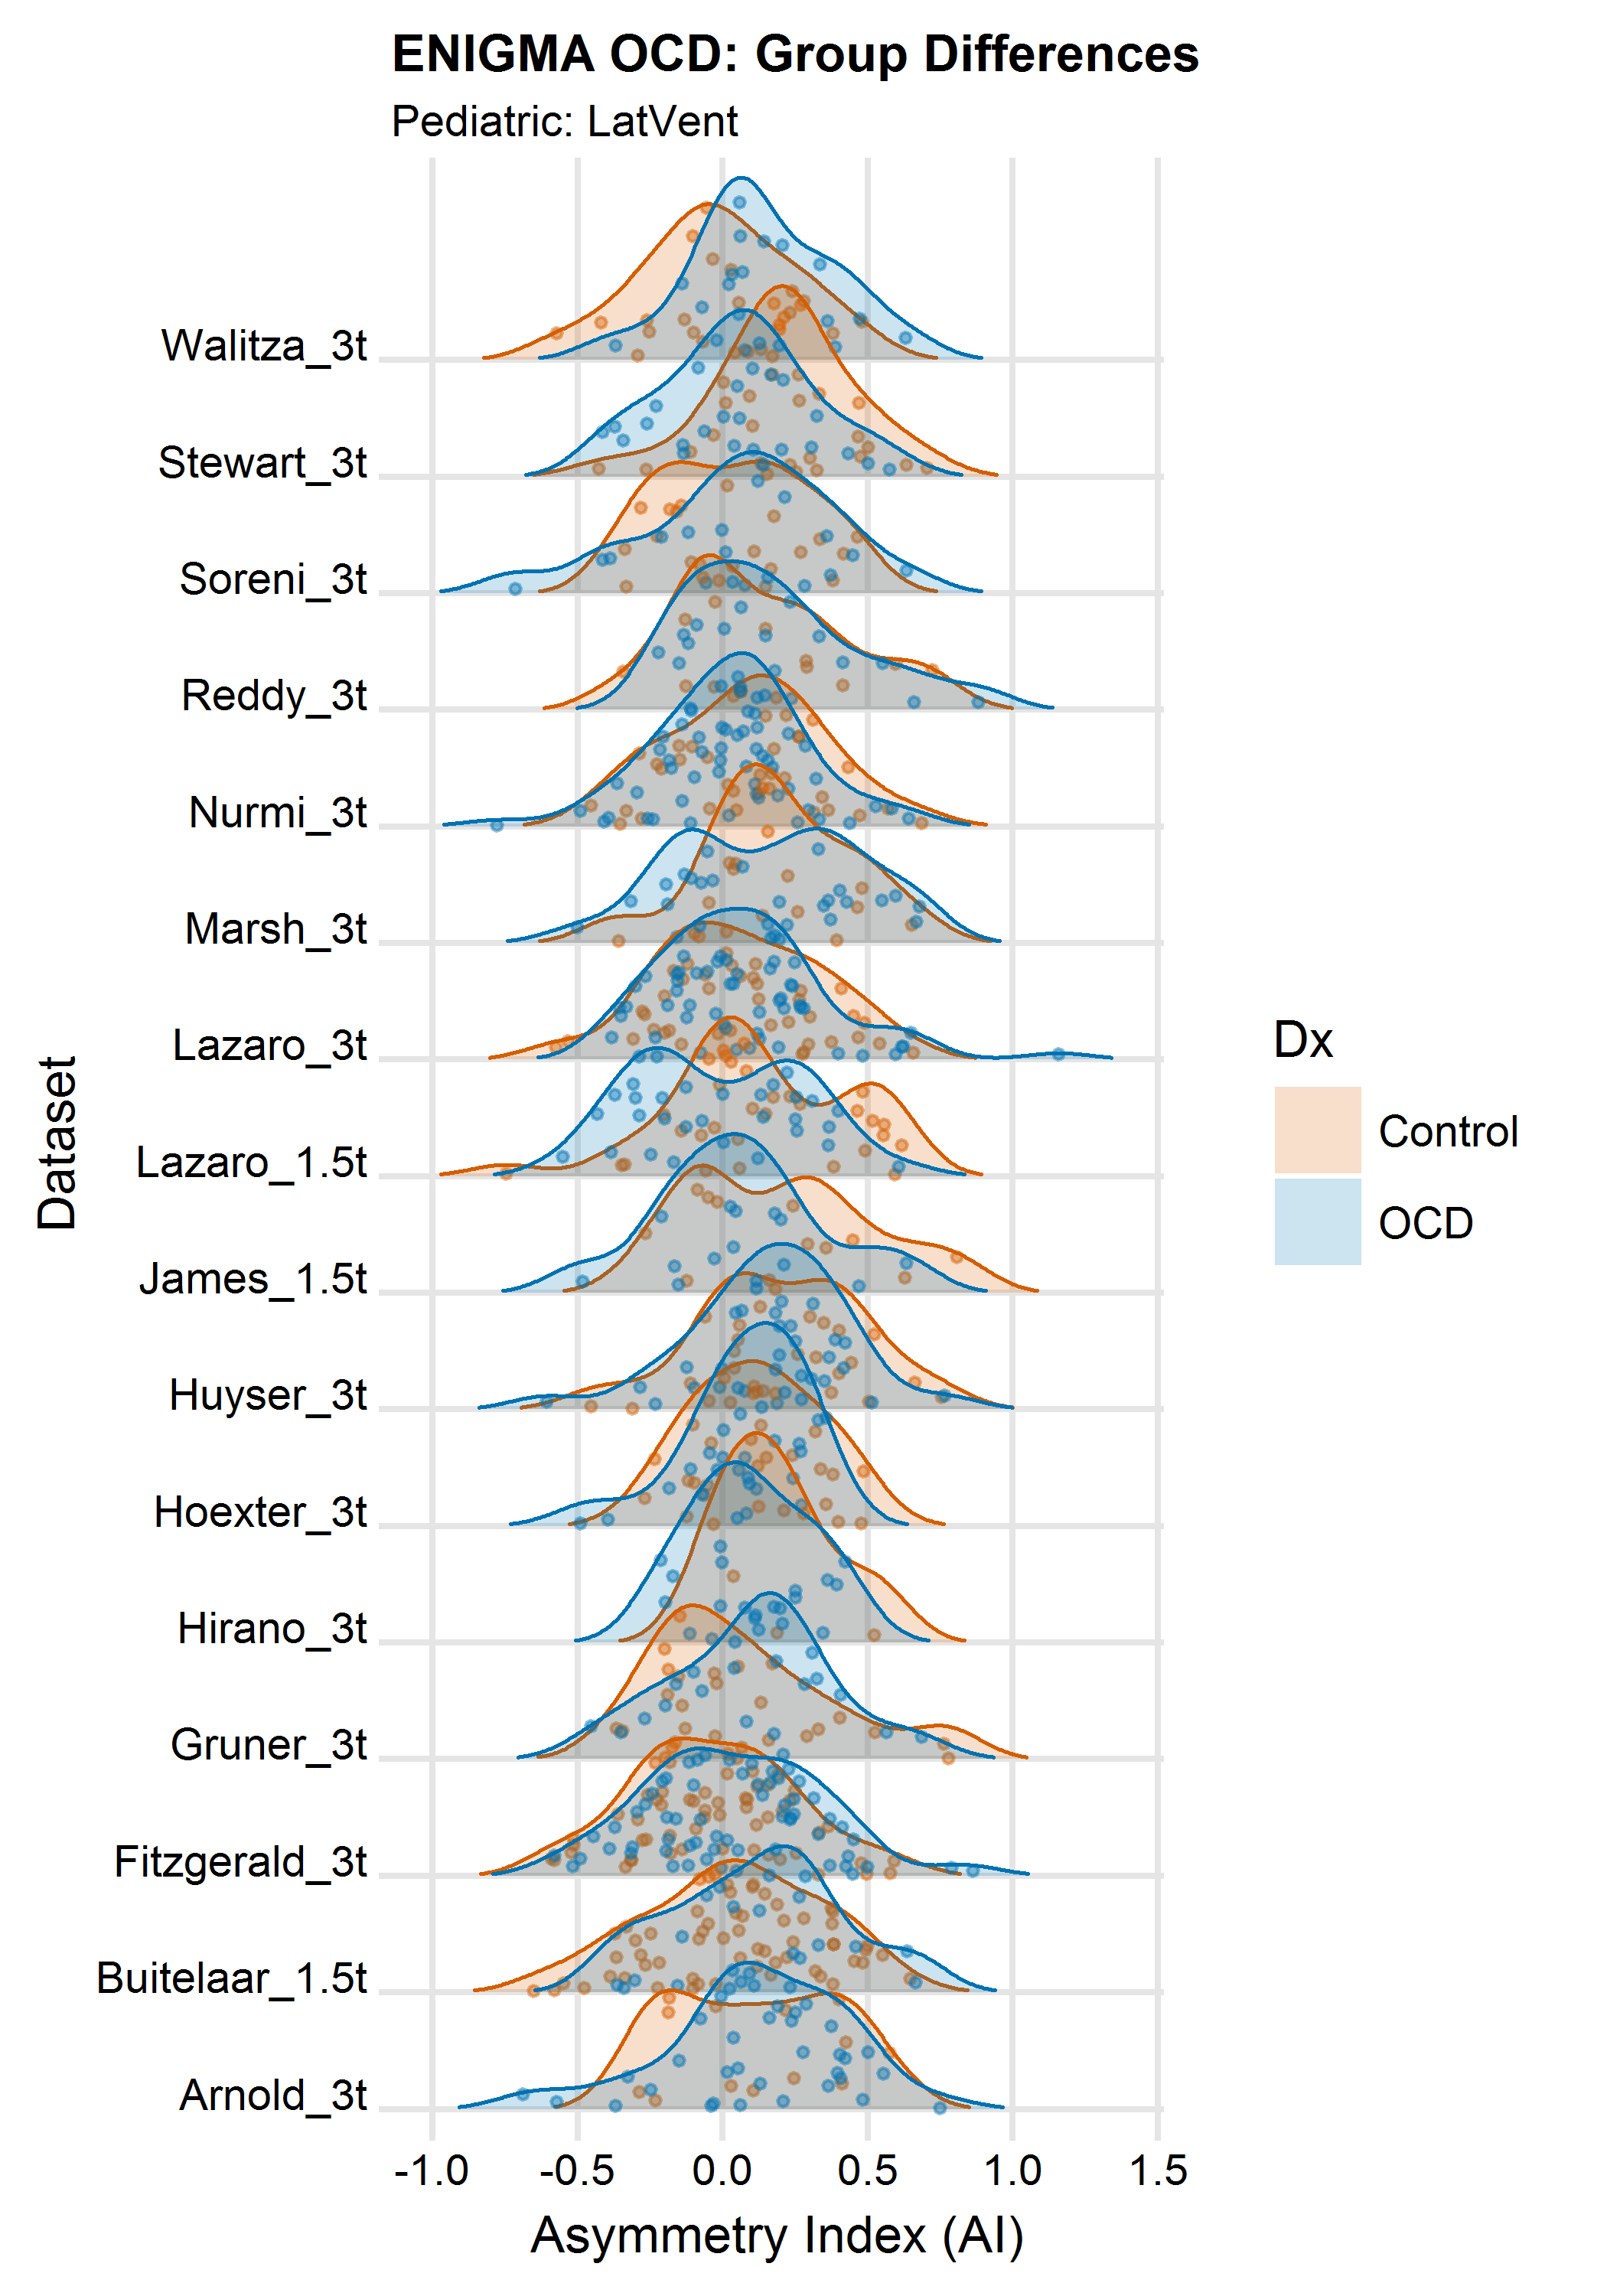 ENIGMA OCD: Group Differences
Pediatric: LatVent
Walitza_3t
Stewart_3t
Soreni_3t
Reddy_3t
Nurmi_3t
Marsh_3t
Lazaro_3t
Lazaro_1.5t
James_1.5t
Huyser_3t
Hoexter_3t
Hirano_3t
Gruner_3t
Fitzgerald_3t
Buitelaar_1.5t
Arnold_3t
Dataset
-1.0 -0.5 0.0 0.5 1.0 1.5
Asymmetry Index (AI)
Dx
Control
OCD